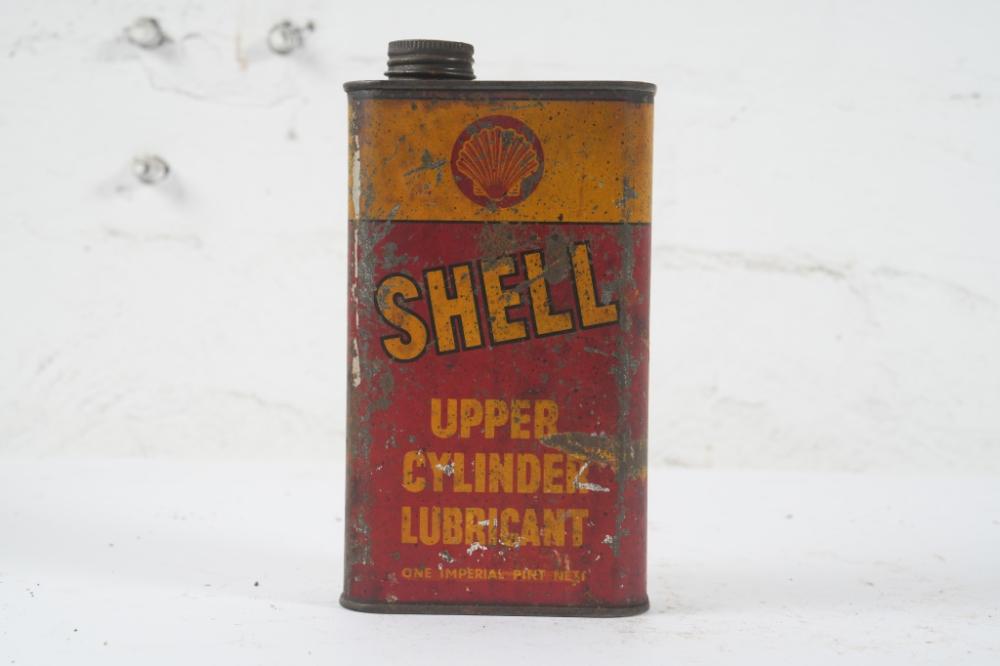 SHELL
UPPER
CYLINDER
LUBRICANT
ONE IMPERIAL PINT NETT